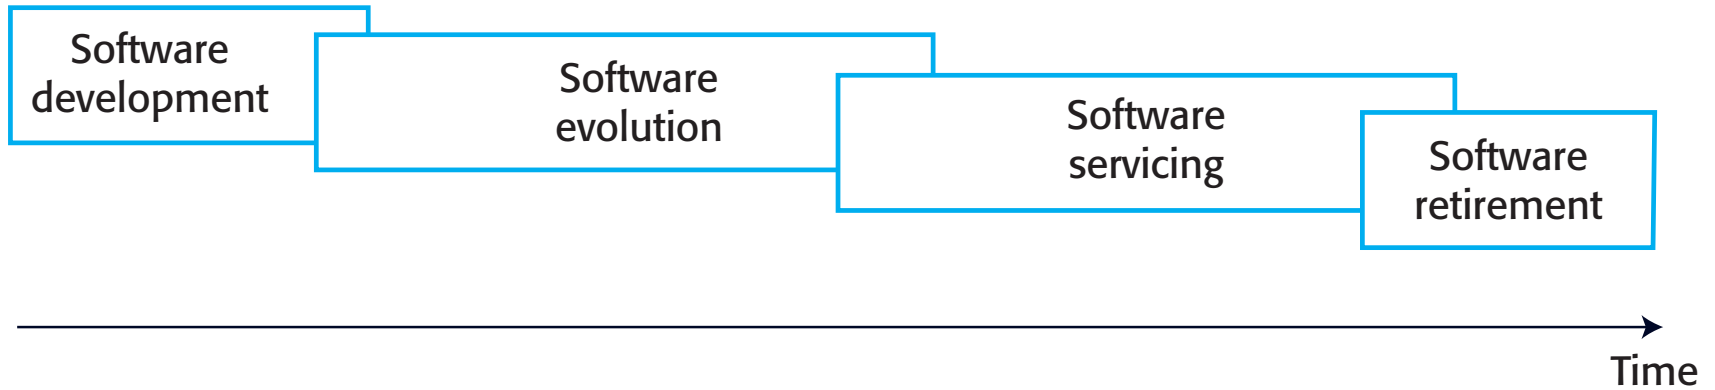 Software
development
Software
evolution
Software
servicing
Software
retirement
Time